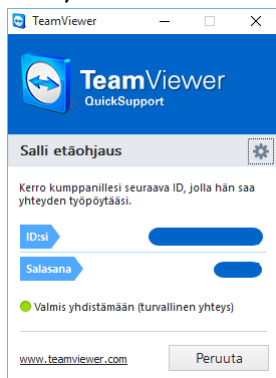 TeamViewer
TeamViewer
QuickSupport
Salli etäohjaus
Kerro kumppanillesi seuraava ID, jolla hän saa
yhteyden työpöytääsi.
ID:si
Salasana
Valmis yhdistämään (turvallinen yhteys)
www.teamviewer.com
Peruuta